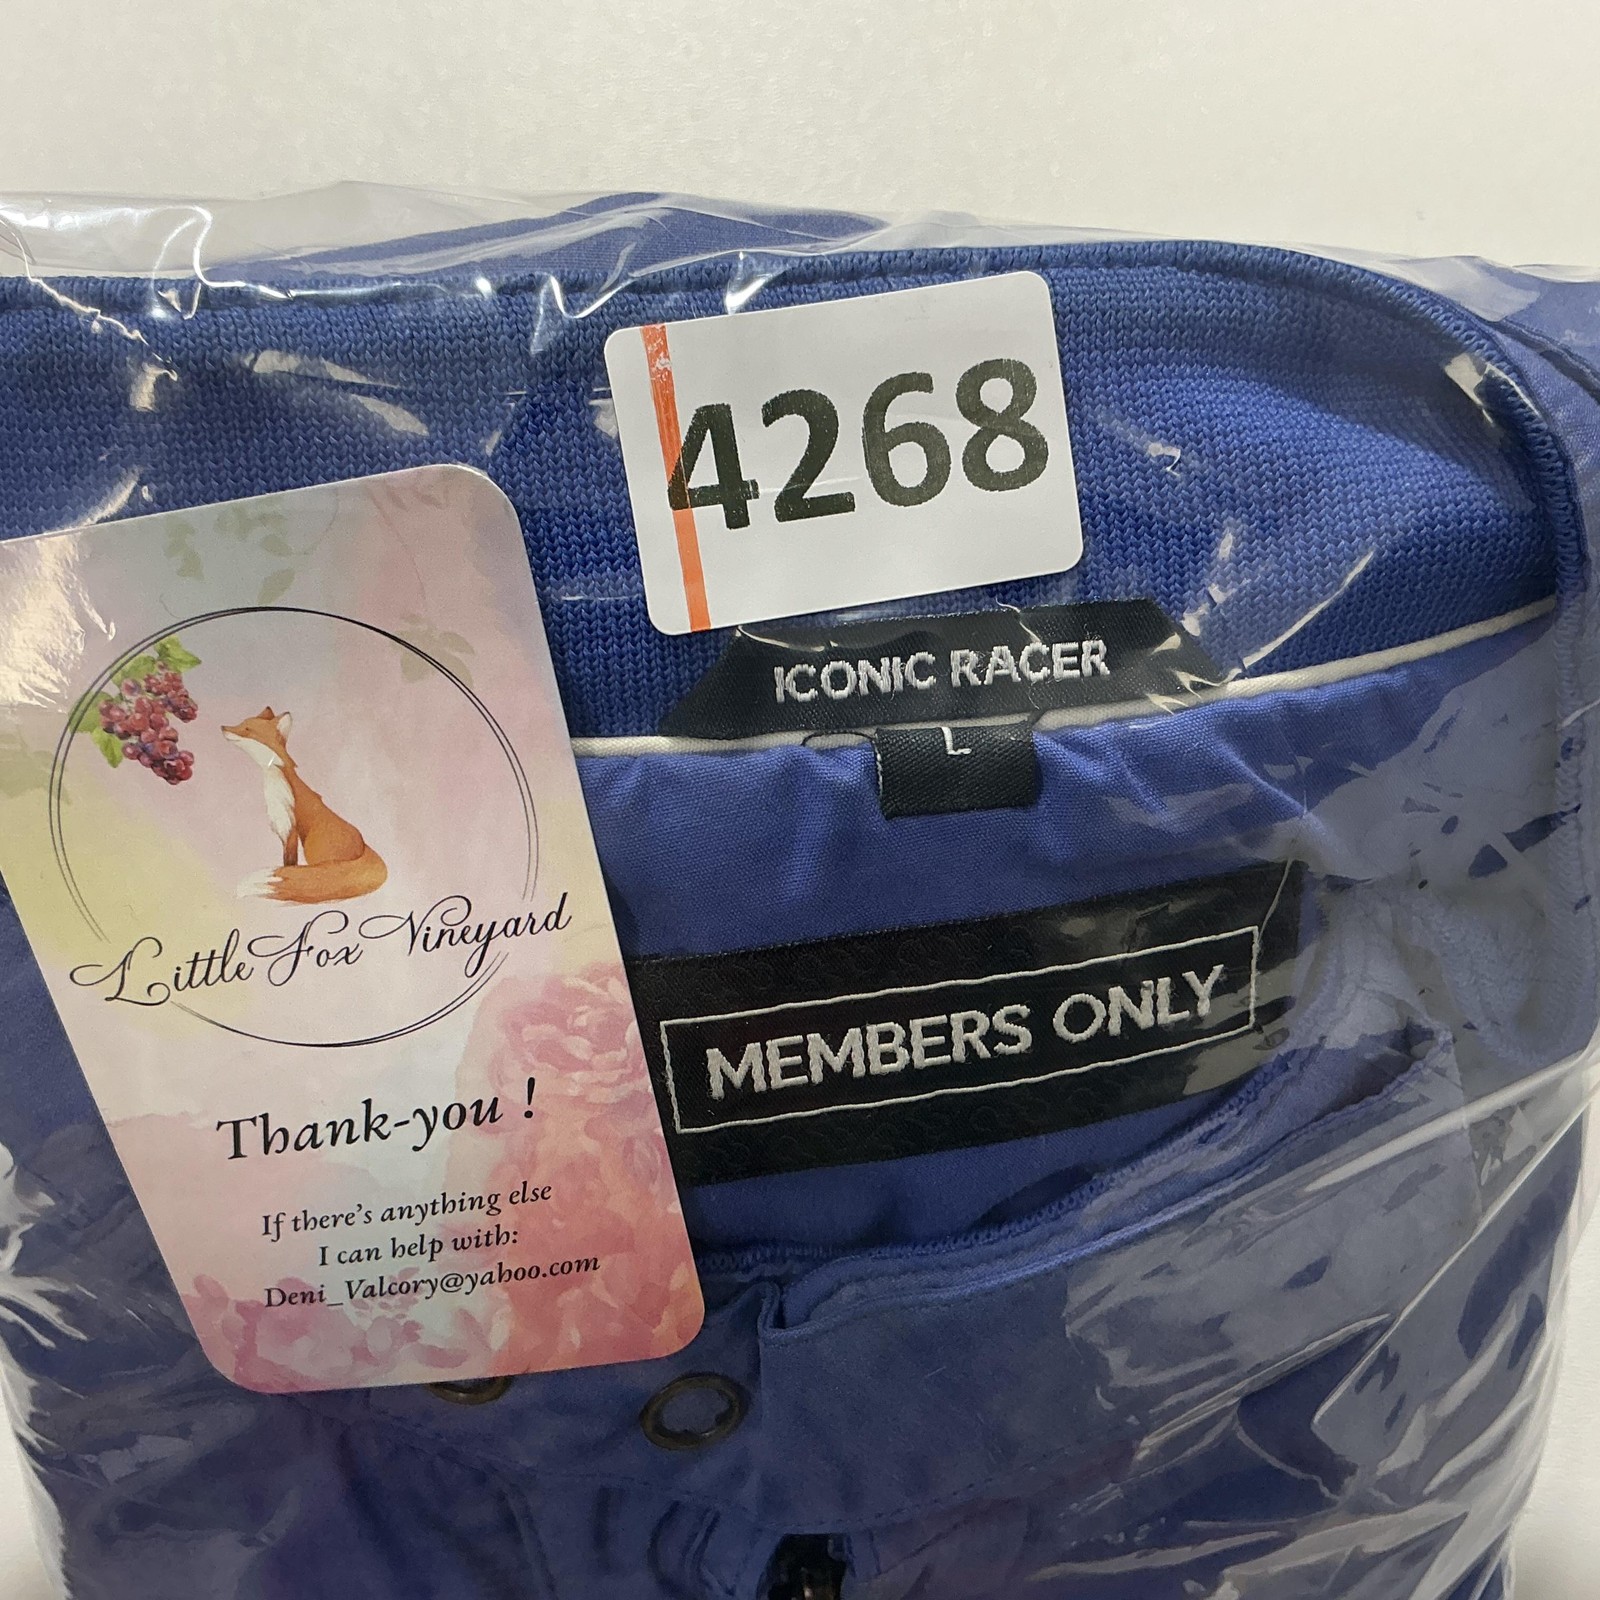 4268
ICONIC RACER
L
MEMBERS ONLY
Little Fox Vineyard
Thank-you !
If there's anything else
I can help with:
Deni_Valcory@yahoo.com